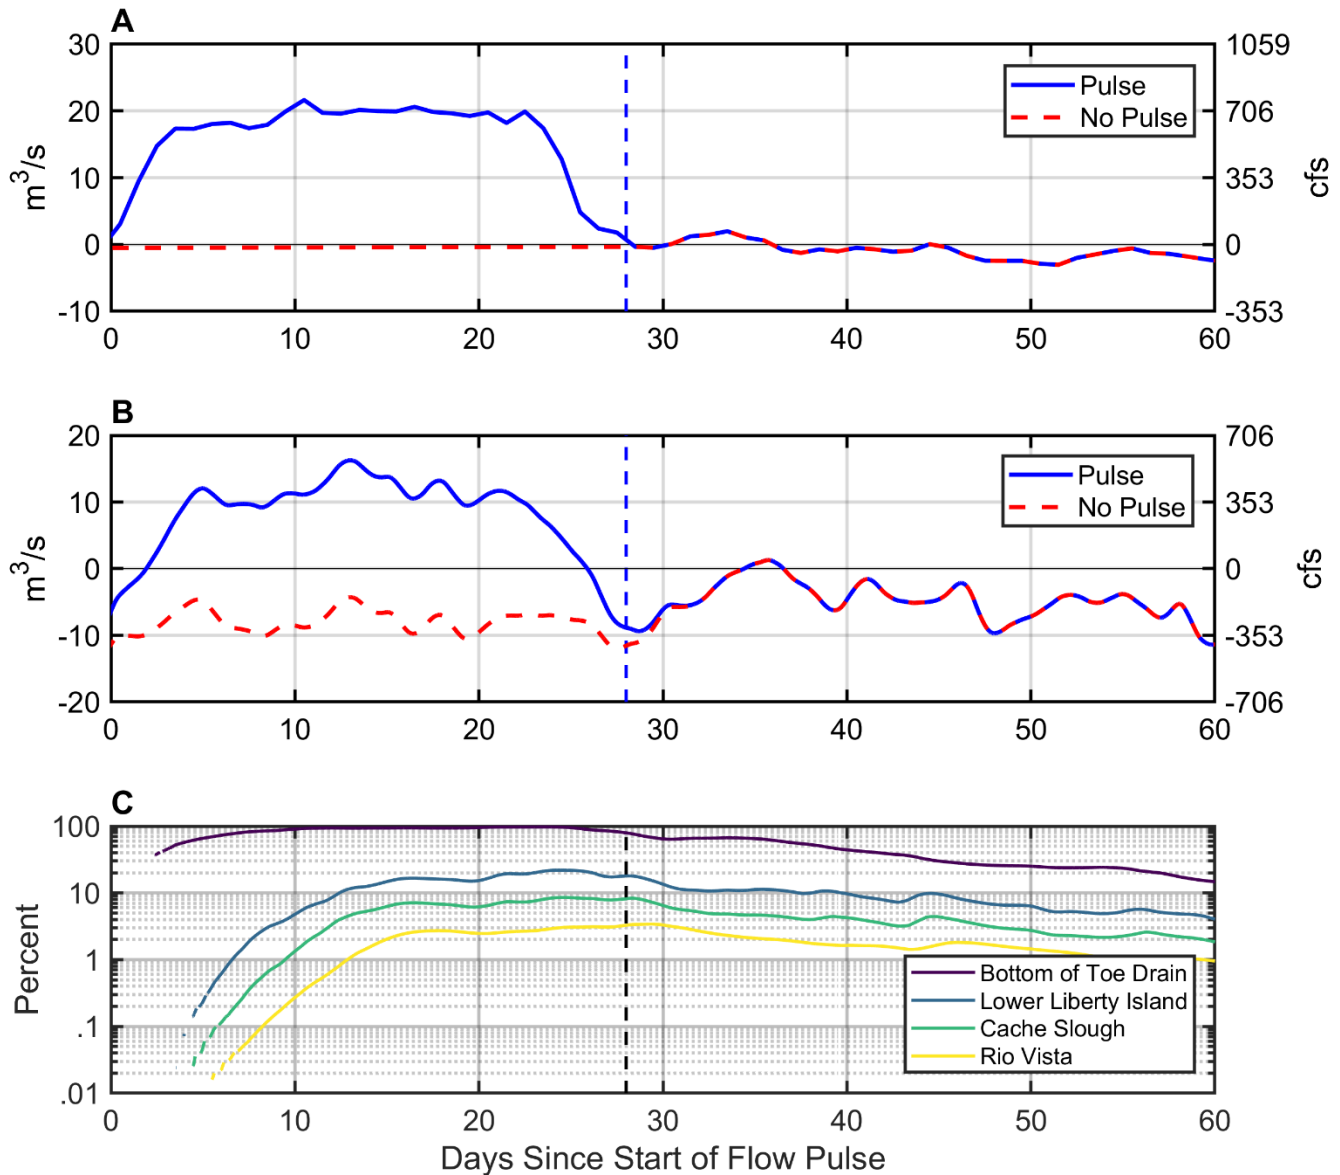 A
30
20
10
0
-10
m³/s
1059
706
353
0
-353
cfs
Pulse
No Pulse
0 10 20 30 40 50 60
B
20
10
0
-10
-20
m³/s
706
353
0
-353
-706
cfs
Pulse
No Pulse
0 10 20 30 40 50 60
C
100
10
1
.1
.01
Percent
Bottom of Toe Drain
Lower Liberty Island
Cache Slough
Rio Vista
0 10 20 30 40 50 60
Days Since Start of Flow Pulse